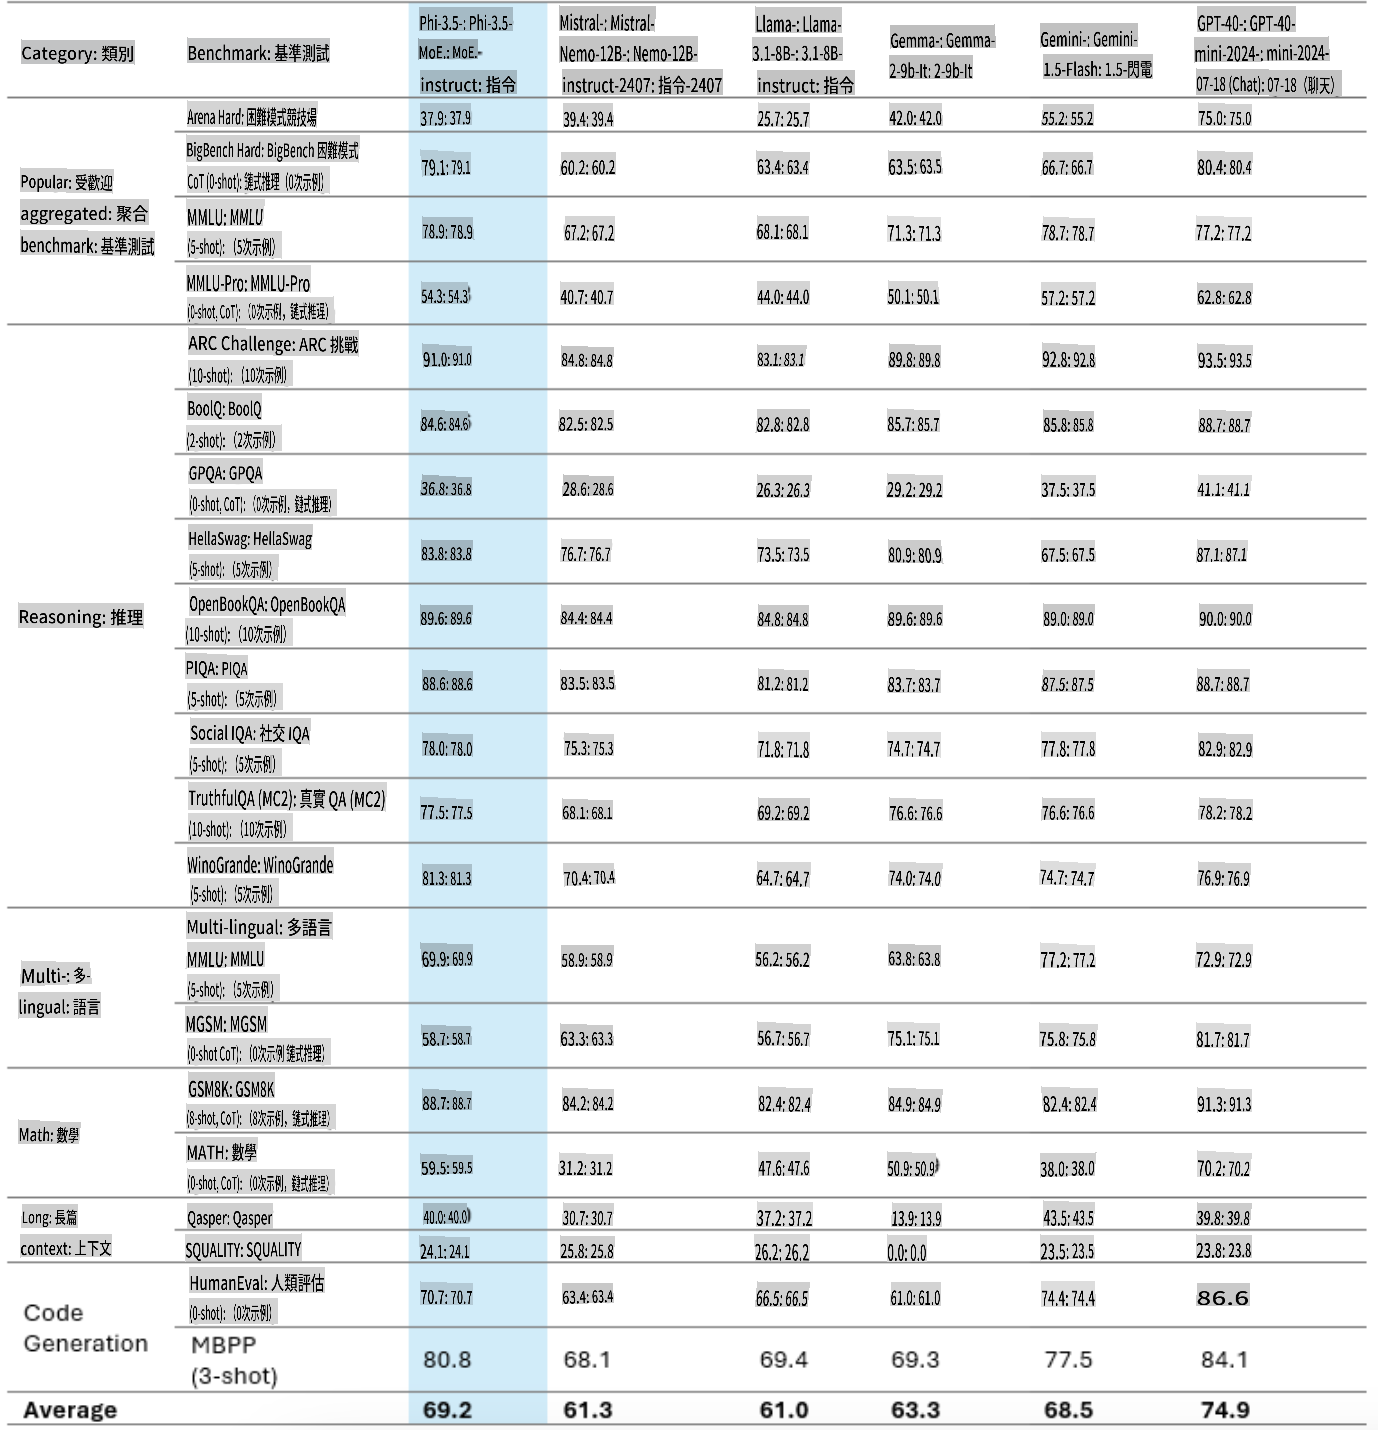 Category: 類別 Benchmark: 基準測試 Phi-3.5-: Phi-3.5- MoE.: MoE.- instruct: 指令 Mistral-: Mistral- Nemo-12B-: Nemo-12B- instruct-2407: 指令-2407 Llama-: Llama- 3.1-8B-: 3.1-8B- instruct: 指令 Gemma-: Gemma- 2-9b-It: 2-9b-It Gemini-: Gemini- 1.5-Flash: 1.5-閃電 GPT-40-: GPT-40- mini-2024-: mini-2024- 07-18 (Chat): 07-18（聊天）
Popular: 受歡迎
aggregated: 聚合
benchmark: 基準測試
Arena Hard: 困難模式競技場 37.9: 37.9 39.4: 39.4 25.7: 25.7 42.0: 42.0 55.2: 55.2 75.0: 75.0
BigBench Hard: BigBench 困難模式
CoT (0-shot): 鏈式推理（0次示例） 79.1: 79.1 60.2: 60.2 63.4: 63.4 63.5: 63.5 66.7: 66.7 80.4: 80.4
MMLU: MMLU
(5-shot):（5次示例） 78.9: 78.9 67.2: 67.2 68.1: 68.1 71.3: 71.3 78.7: 78.7 77.2: 77.2
MMLU-Pro: MMLU-Pro
(0-shot, CoT):（0次示例，鏈式推理） 54.3: 54.3 40.7: 40.7 44.0: 44.0 50.1: 50.1 57.2: 57.2 62.8: 62.8
Reasoning: 推理
ARC Challenge: ARC 挑戰
(10-shot):（10次示例） 91.0: 91.0 84.8: 84.8 83.1: 83.1 89.8: 89.8 92.8: 92.8 93.5: 93.5
BoolQ: BoolQ
(2-shot):（2次示例） 84.6: 84.6 82.5: 82.5 82.8: 82.8 85.7: 85.7 85.8: 85.8 88.7: 88.7
GPQA: GPQA
(0-shot, CoT):（0次示例，鏈式推理） 36.8: 36.8 28.6: 28.6 26.3: 26.3 29.2: 29.2 37.5: 37.5 41.1: 41.1
HellaSwag: HellaSwag
(5-shot):（5次示例） 83.8: 83.8 76.7: 76.7 73.5: 73.5 80.9: 80.9 67.5: 67.5 87.1: 87.1
OpenBookQA: OpenBookQA
(10-shot):（10次示例） 89.6: 89.6 84.4: 84.4 84.8: 84.8 89.6: 89.6 89.0: 89.0 90.0: 90.0
PIQA: PIQA
(5-shot):（5次示例） 88.6: 88.6 83.5: 83.5 81.2: 81.2 83.7: 83.7 87.5: 87.5 88.7: 88.7
Social IQA: 社交 IQA
(5-shot):（5次示例） 78.0: 78.0 75.3: 75.3 71.8: 71.8 74.7: 74.7 77.8: 77.8 82.9: 82.9
TruthfulQA (MC2): 真實 QA (MC2)
(10-shot):（10次示例） 77.5: 77.5 68.1: 68.1 69.2: 69.2 76.6: 76.6 76.6: 76.6 78.2: 78.2
WinoGrande: WinoGrande
(5-shot):（5次示例） 81.3: 81.3 70.4: 70.4 64.7: 64.7 74.0: 74.0 74.7: 74.7 76.9: 76.9
Multi-: 多-
lingual: 語言
Multi-lingual: 多語言
MMLU: MMLU
(5-shot):（5次示例） 69.9: 69.9 58.9: 58.9 56.2: 56.2 63.8: 63.8 77.2: 77.2 72.9: 72.9
MGSM: MGSM
(0-shot CoT):（0次示例 鏈式推理） 58.7: 58.7 63.3: 63.3 56.7: 56.7 75.1: 75.1 75.8: 75.8 81.7: 81.7
Math: 數學
GSM8K: GSM8K
(8-shot, CoT):（8次示例，鏈式推理） 88.7: 88.7 84.2: 84.2 82.4: 82.4 84.9: 84.9 82.4: 82.4 91.3: 91.3
MATH: 數學
(0-shot, CoT):（0次示例，鏈式推理） 59.5: 59.5 31.2: 31.2 47.6: 47.6 50.9: 50.9 38.0: 38.0 70.2: 70.2
Long: 長篇
context: 上下文
Qasper: Qasper 40.0: 40.0 30.7: 30.7 37.2: 37.2 13.9: 13.9 43.5: 43.5 39.8: 39.8
SQUALITY: SQUALITY 24.1: 24.1 25.8: 25.8 26.2: 26.2 0.0: 0.0 23.5: 23.5 23.8: 23.8
Code
Generation
HumanEval: 人類評估
(0-shot):（0次示例） 70.7: 70.7 63.4: 63.4 66.5: 66.5 61.0: 61.0 74.4: 74.4 86.6
MBPP
(3-shot) 80.8 68.1 69.4 69.3 77.5 84.1
Average 69.2 61.3 61.0 63.3 68.5 74.9